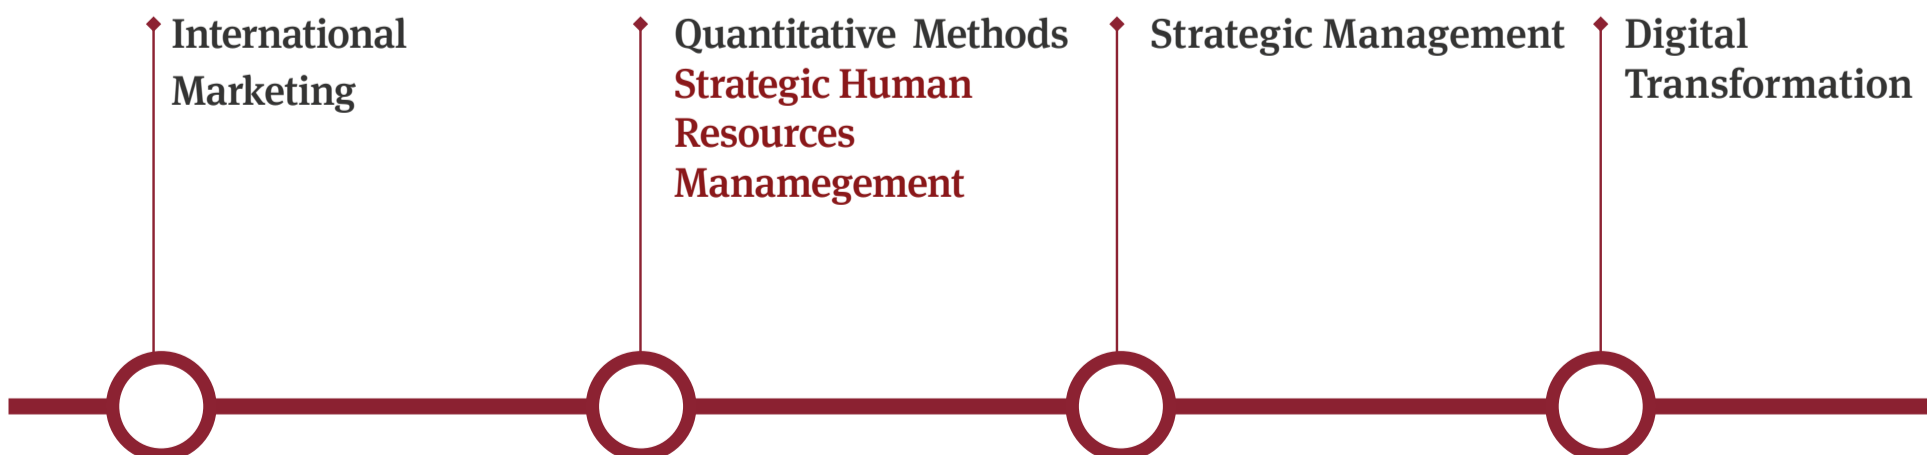 International
Marketing
Quantitative Methods
Strategic Human
Resources
Manamegement
Strategic Management
Digital
Transformation